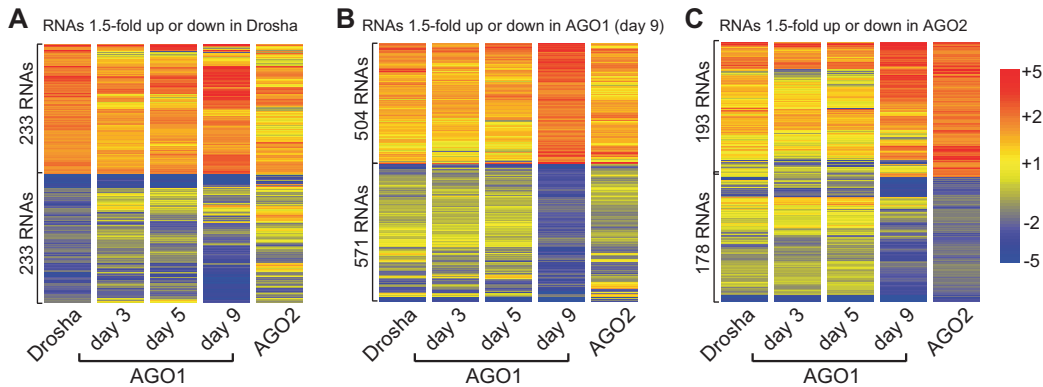 A RNAs 1.5-fold up or down in Drosha
233 RNAs
233 RNAs
Drosha
day 3
day 5
day 9
AGO2
AGO1
B RNAs 1.5-fold up or down in AGO1 (day 9)
504 RNAs
571 RNAs
Drosha
day 3
day 5
day 9
AGO2
AGO1
C RNAs 1.5-fold up or down in AGO2
193 RNAs
178 RNAs
Drosha
day 3
day 5
day 9
AGO2
AGO1
+5
+2
+1
-2
-5